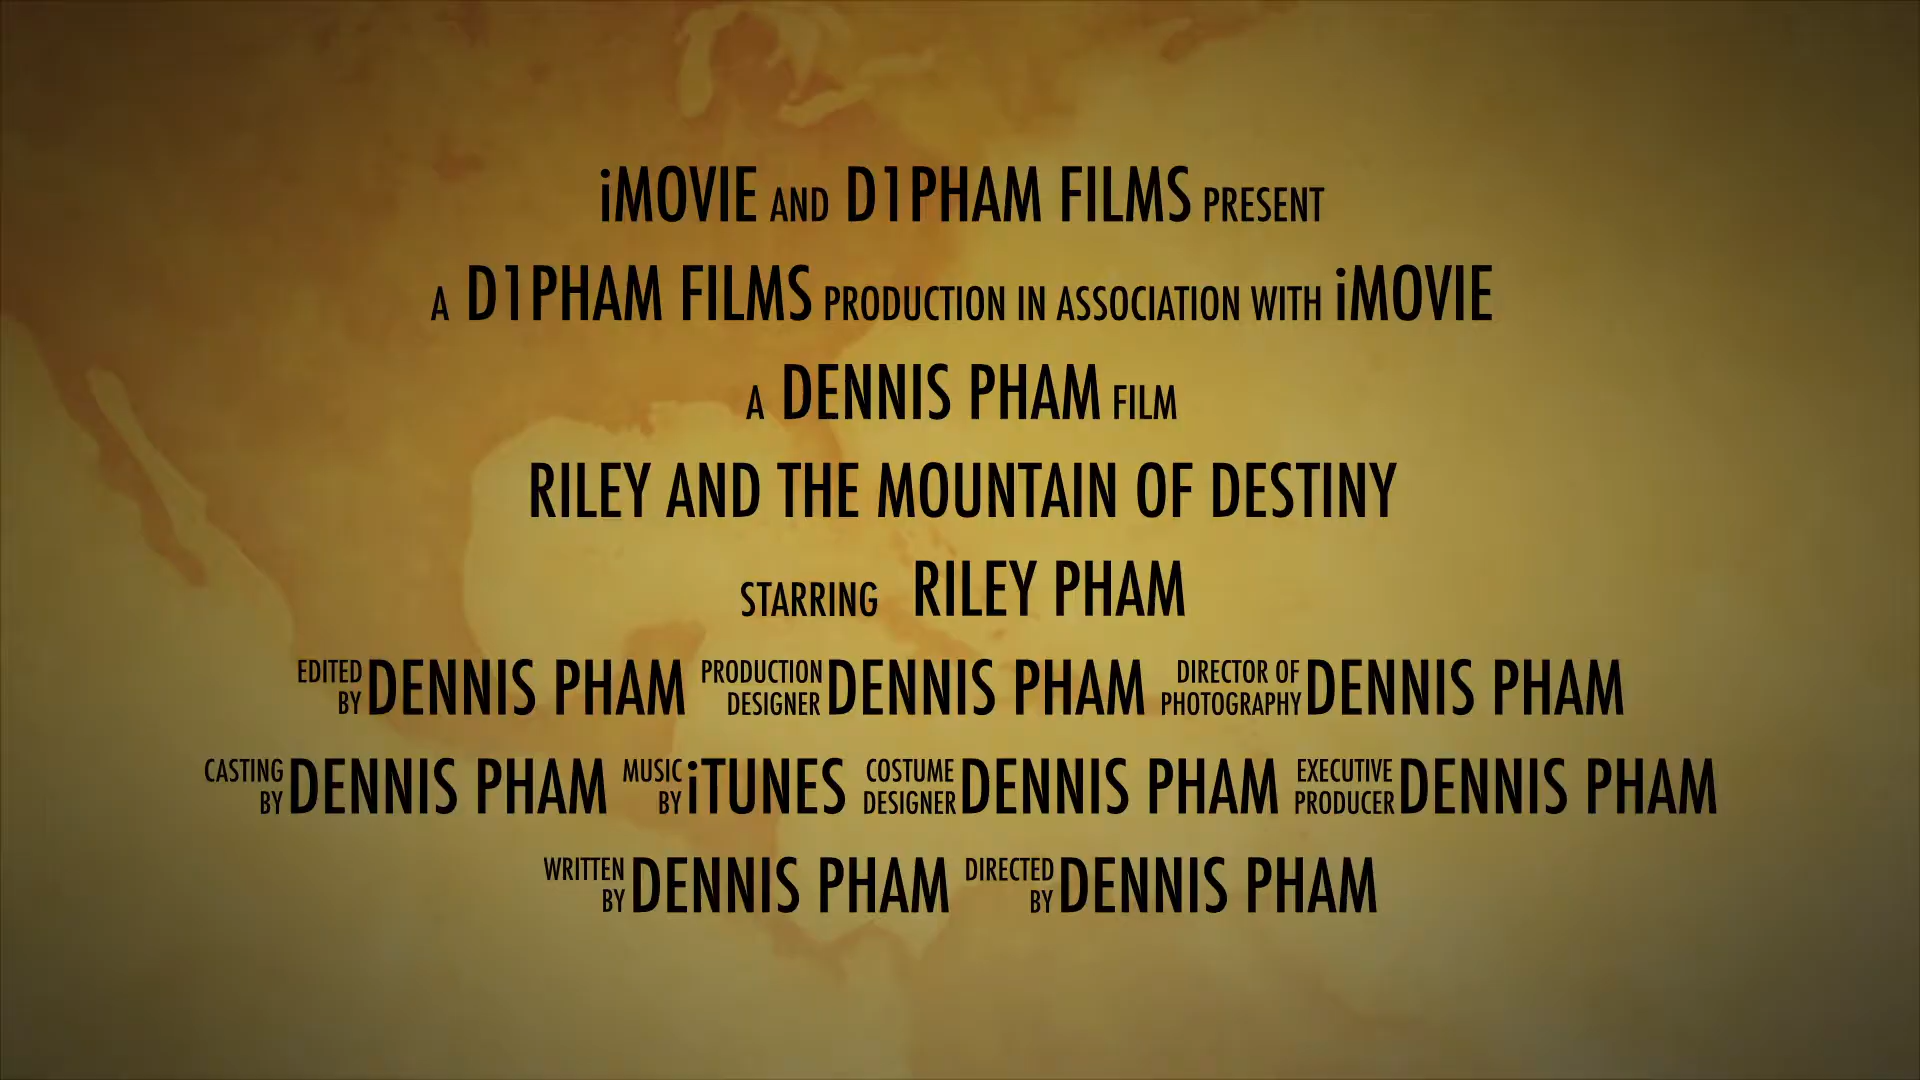 iMOVIE AND D1PHAM FILMS PRESENT
A D1PHAM FILMS PRODUCTION IN ASSOCIATION WITH iMOVIE
A DENNIS PHAM FILM
RILEY AND THE MOUNTAIN OF DESTINY
STARRING RILEY PHAM
EDITED BY DENNIS PHAM PRODUCTION DESIGNER DENNIS PHAM DIRECTOR OF PHOTOGRAPHY DENNIS PHAM
CASTING BY DENNIS PHAM MUSIC BY iTUNES COSTUME DESIGNER DENNIS PHAM EXECUTIVE PRODUCER DENNIS PHAM
WRITTEN BY DENNIS PHAM DIRECTED BY DENNIS PHAM